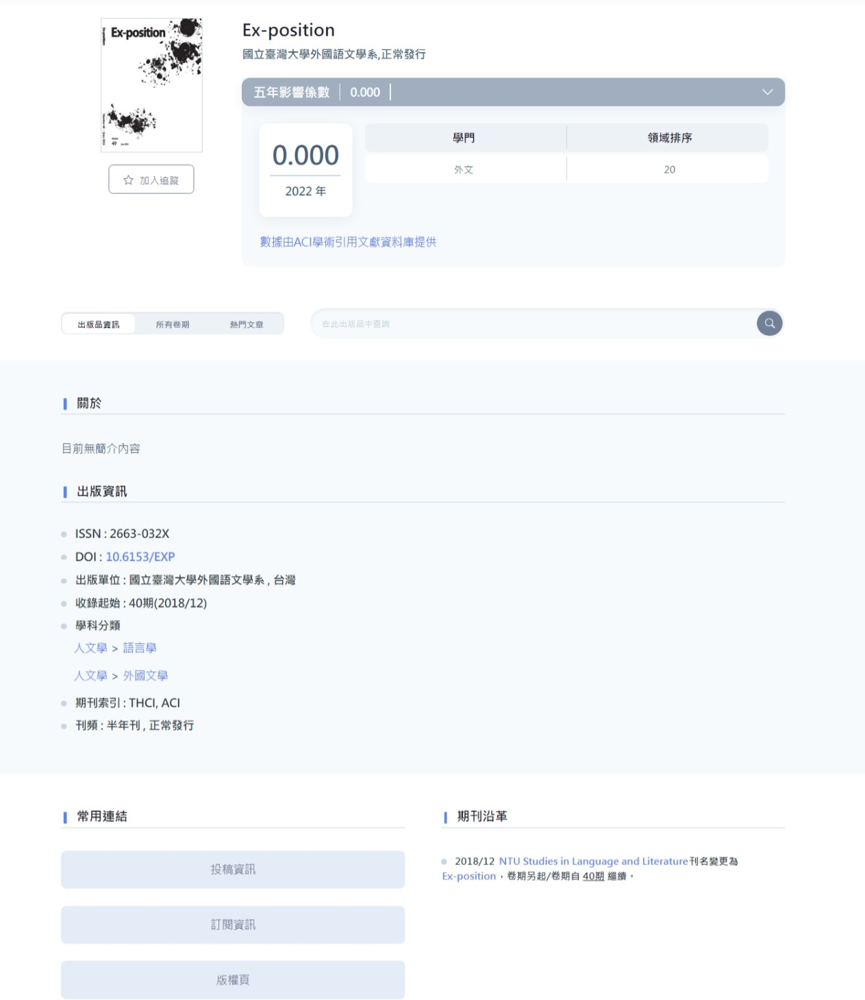 Ex-position
49
加入追蹤
Ex-position
國立臺灣大學外國語文學系,正常發行
五年影響係數 | 0.000 |
0.000
2022 年
學門 領域排序
外文 20
數據由ACI學術引用文獻資料庫提供
出版品資訊 所有卷期 熱門文章
在此出版品中查詢
關於
目前無簡介內容
出版資訊
ISSN : 2663-032X
DOI : 10.6153/EXP
出版單位 : 國立臺灣大學外國語文學系 , 台灣
收錄起始 : 40期(2018/12)
學科分類
人文學 > 語言學
人文學 > 外國文學
期刊索引 : THCI, ACI
刊頻 : 半年刊 , 正常發行
常用連結
投稿資訊
訂閱資訊
版權頁
期刊沿革
2018/12 NTU Studies in Language and Literature刊名變更為
Ex-position，卷期另起/卷期自 40期 繼續。